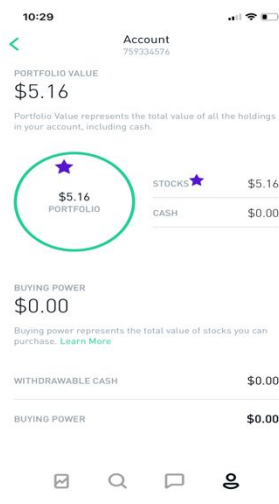 10:29
Account
759334576
PORTFOLIO VALUE
$5.16
Portfolio Value represents the total value of all the holdings
in your account, including cash.
$5.16
PORTFOLIO
STOCKS $5.16
CASH $0.00
BUYING POWER
$0.00
Buying power represents the total value of stocks you can
purchase. Learn More
WITHDRAWABLE CASH $0.00
BUYING POWER $0.00